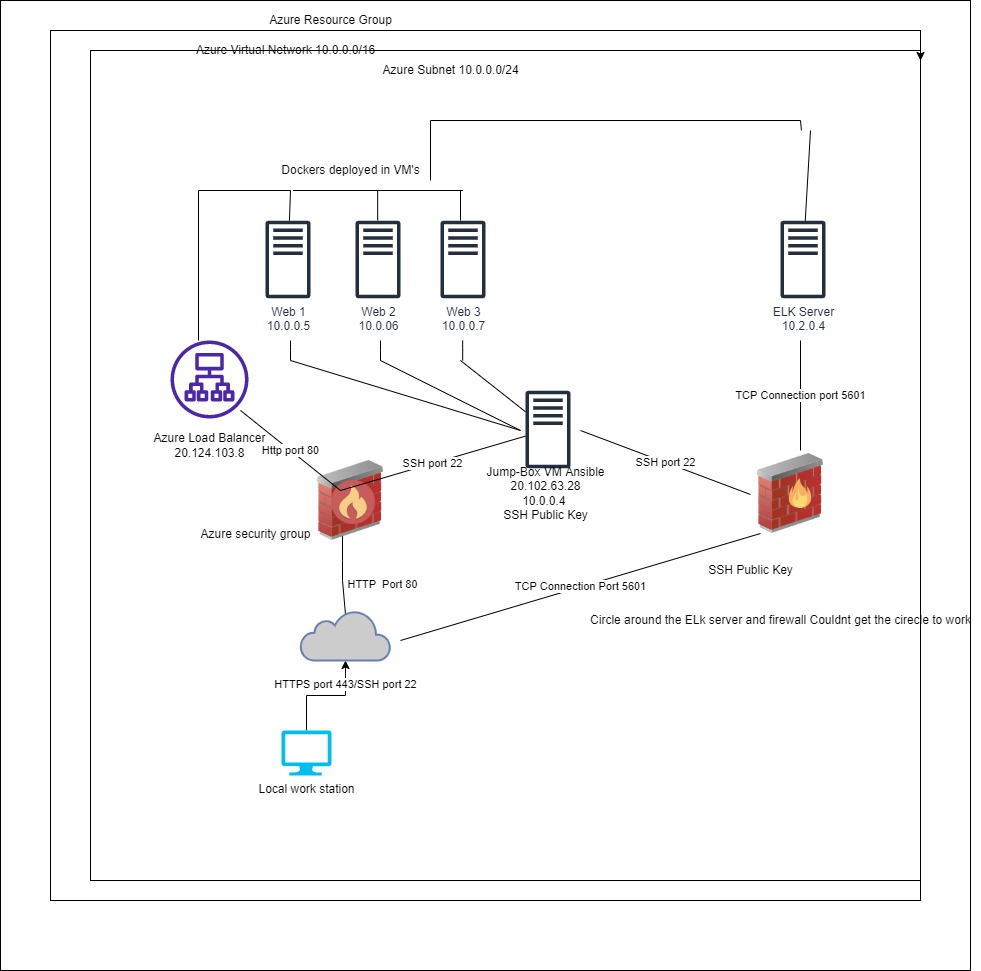 Azure Resource Group
Azure Virtual Network 10.0.0.0/16
Azure Subnet 10.0.0.0/24
Dockers deployed in VM's
Web 1
10.0.0.5
Web 2
10.0.06
Web 3
10.0.0.7
ELK Server
10.2.0.4
TCP Connection port 5601
Azure Load Balancer
20.124.103.8
Http port 80
SSH port 22
Jump-Box VM Ansible
20.102.63.28
10.0.0.4
SSH Public Key
SSH port 22
Azure security group
SSH Public Key
HTTP  Port 80
TCP Connection Port 5601
Circle around the ELk server and firewall Couldnt get the cirecle to work
HTTPS port 443/SSH port 22
Local work station